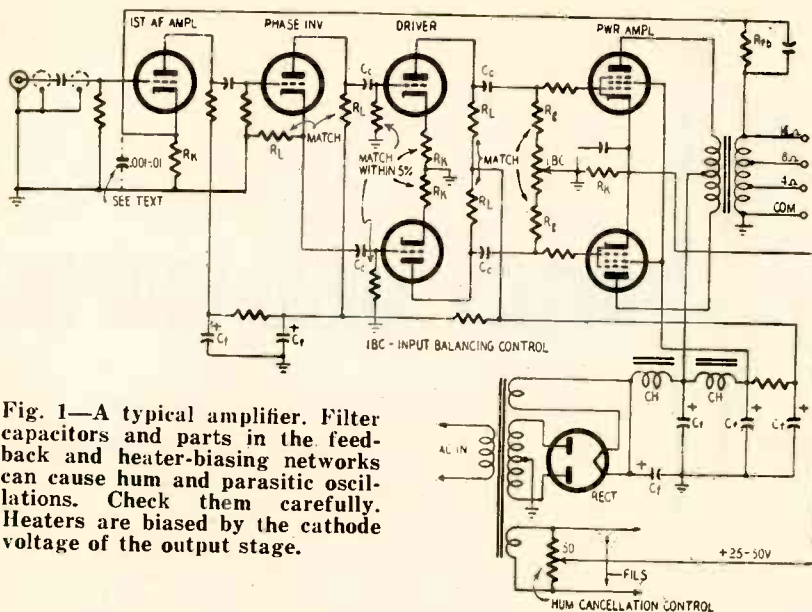 1ST AF AMPL
PHASE INV
DRIVER
PWR AMPL
Rfb
Cc
Cc
RL
RL
MATCH
RL
Rg
16Ω
8Ω
4Ω
COM
.001-.01
RK
SEE TEXT
MATCH
WITHIN 5%
RK
RK
MATCH
IBC
RK
RL
Rg
Cc
Cc
Cf
Cf
IBC - INPUT BALANCING CONTROL
CH
CH
Cf
Cf
Cf
AC IN
RECT
Cf
50
FILS
+25-50V
HUM CANCELLATION CONTROL
Fig. 1—A typical amplifier. Filter
capacitors and parts in the feed-
back and heater-biasing networks
can cause hum and parasitic oscil-
lations. Check them carefully.
Heaters are biased by the cathode
voltage of the output stage.